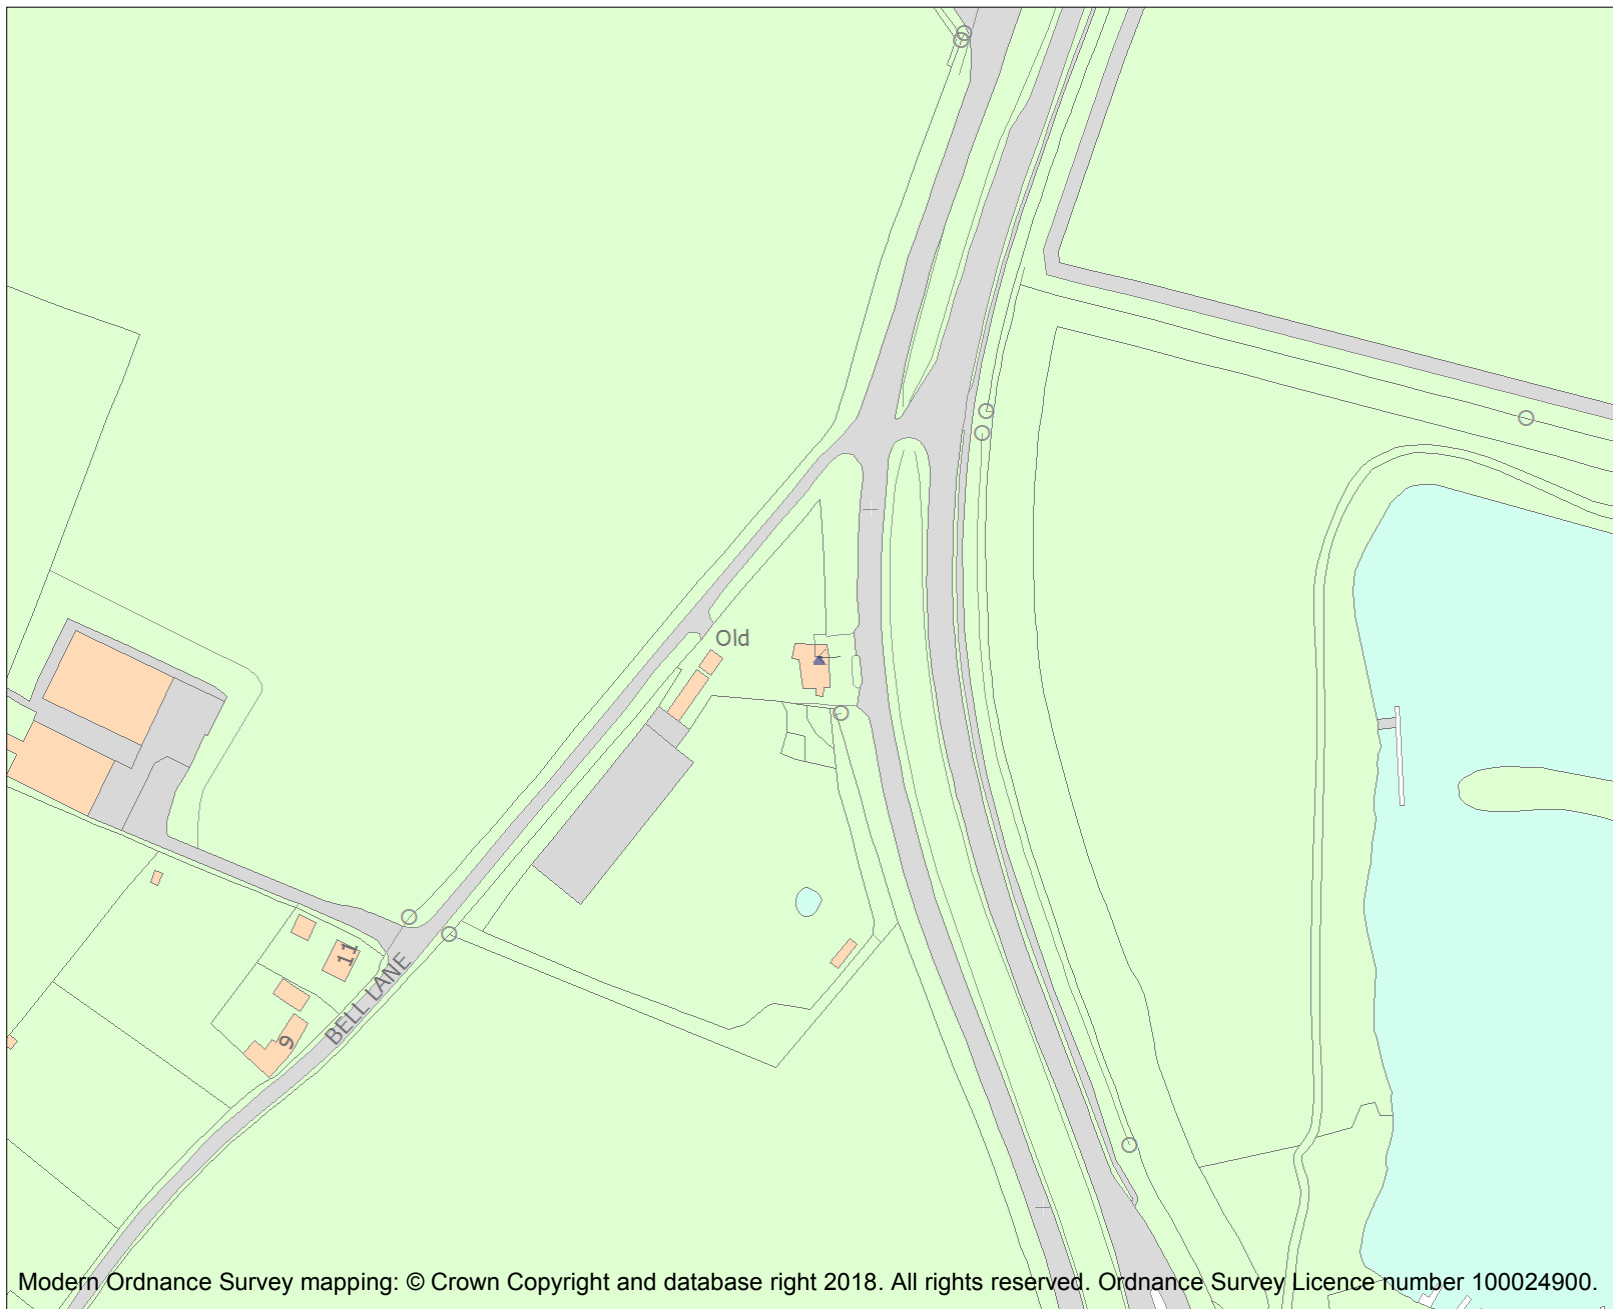 Old
11
BELL LANE
9
Modern Ordnance Survey mapping: © Crown Copyright and database right 2018. All rights reserved. Ordnance Survey Licence number 100024900.